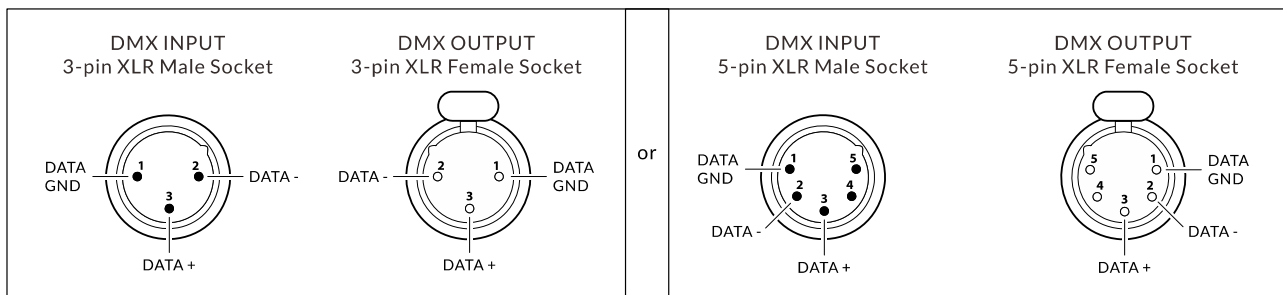 DMX INPUT
3-pin XLR Male Socket
1
2
3
DATA
GND
DATA -
DATA +
DMX OUTPUT
3-pin XLR Female Socket
2
1
3
DATA -
DATA
GND
DATA +
or
DMX INPUT
5-pin XLR Male Socket
1
5
2
4
3
DATA
GND
DATA -
DATA +
DMX OUTPUT
5-pin XLR Female Socket
5
1
4
2
3
DATA
GND
DATA -
DATA +